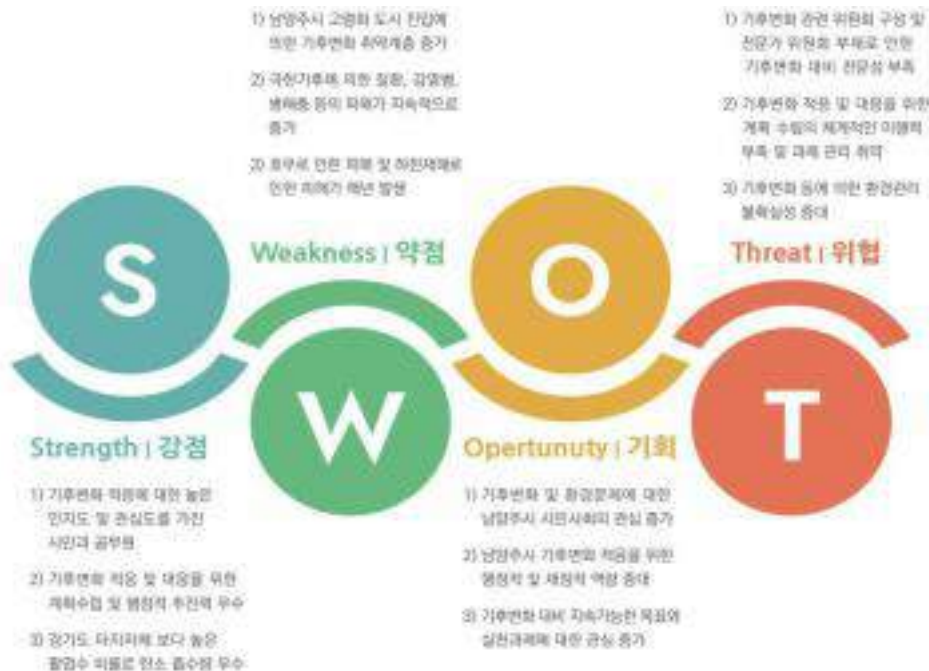 1) 남양주시 고령화 도시 진입에
의한 기후변화 취약계층 증가
2) 극한기후에 의한 질환, 감염병,
병해충 등의 피해가 지속적으로
증가
2) 호우로 인한 피해 및 하천재해로
인한 피해가 매년 발생
1) 기후변화 관련 위원회 구성 및
전문가 위원회 부재로 인한
기후변화 대비 전문성 부족
2) 기후변화 적응 및 대응을 위한
계획 수립의 체계적인 이행력
부족 및 과제 관리 취약
3) 기후변화 등에 의한 환경관리
불확실성 증대
S
Weakness | 약점
O
Threat | 위협
W
T
Strength | 강점
Opertunuty | 기회
1) 기후변화 적응에 대한 높은
인지도 및 관심도를 가진
시민과 공무원
2) 기후변화 적응 및 대응을 위한
계획수립 및 행정적 추진력 우수
3) 경기도 타지자체 보다 높은
활엽수 비율로 탄소 흡수량 우수
1) 기후변화 및 환경문제에 대한
남양주시 시민사회의 관심 증가
2) 남양주시 기후변화 적응을 위한
행정적 및 재정적 역량 증대
3) 기후변화 대비 지속가능한 목표와
실천과제에 대한 관심 증가